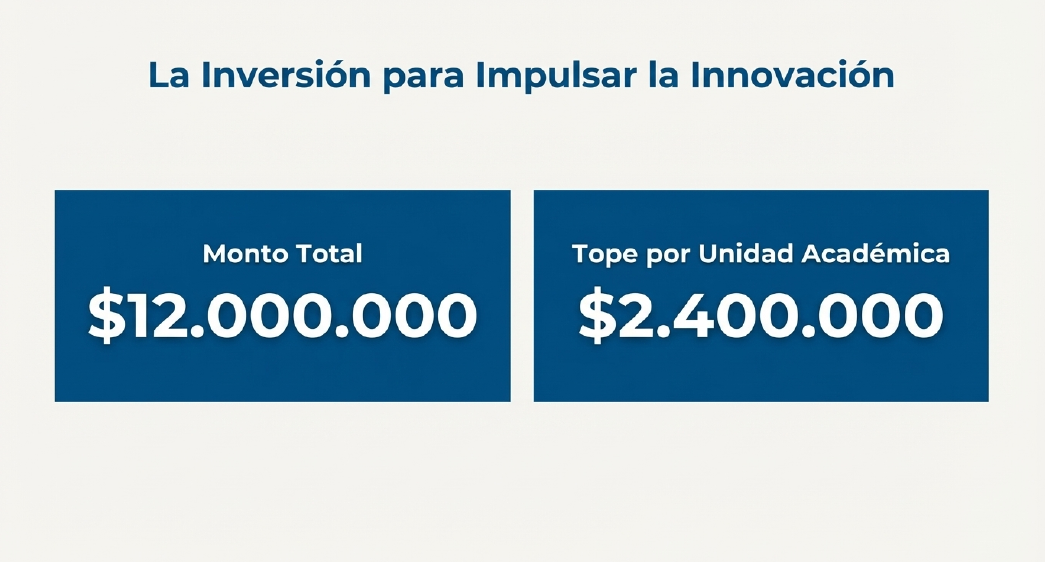 La Inversión para Impulsar la Innovación
Monto Total
$12.000.000
Tope por Unidad Académica
$2.400.000